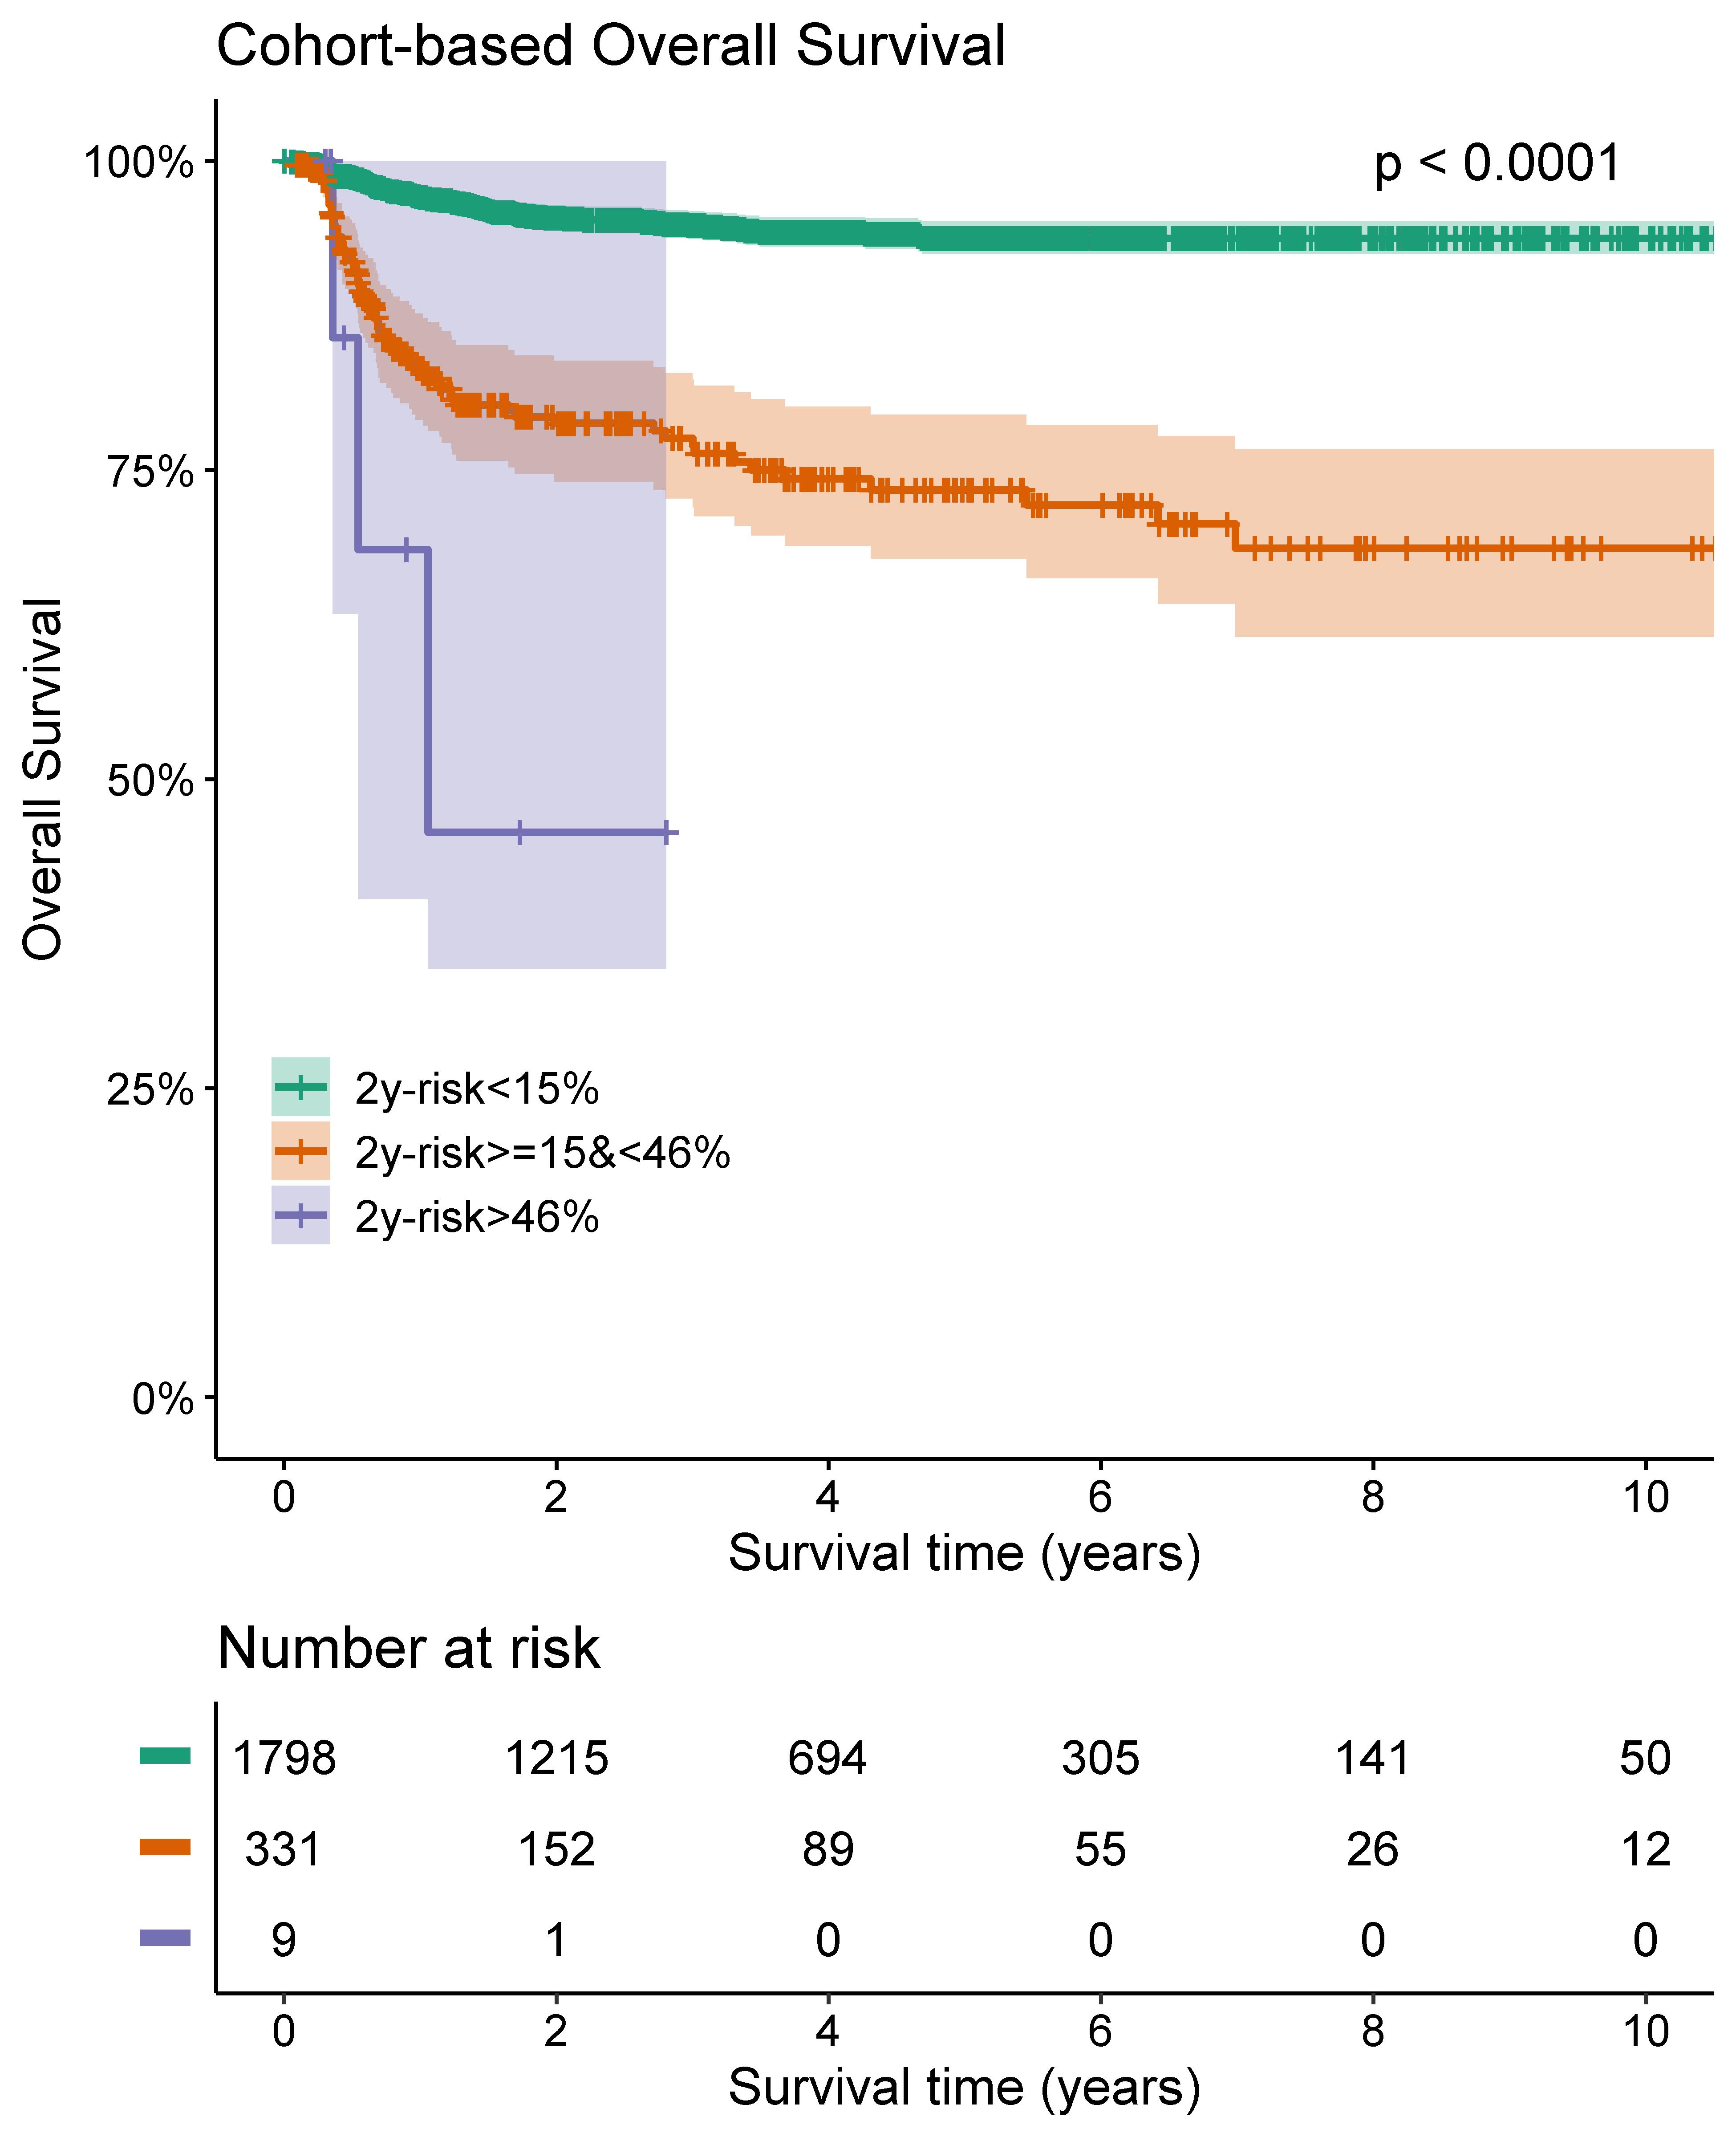 Cohort-based Overall Survival
p < 0.0001
100%
75%
50%
25%
0%
Overall Survival
2y-risk<15%
2y-risk>=15&<46%
2y-risk>46%
0 2 4 6 8 10
Survival time (years)
Number at risk
1798 1215 694 305 141 50
331 152 89 55 26 12
9 1 0 0 0 0
0 2 4 6 8 10
Survival time (years)